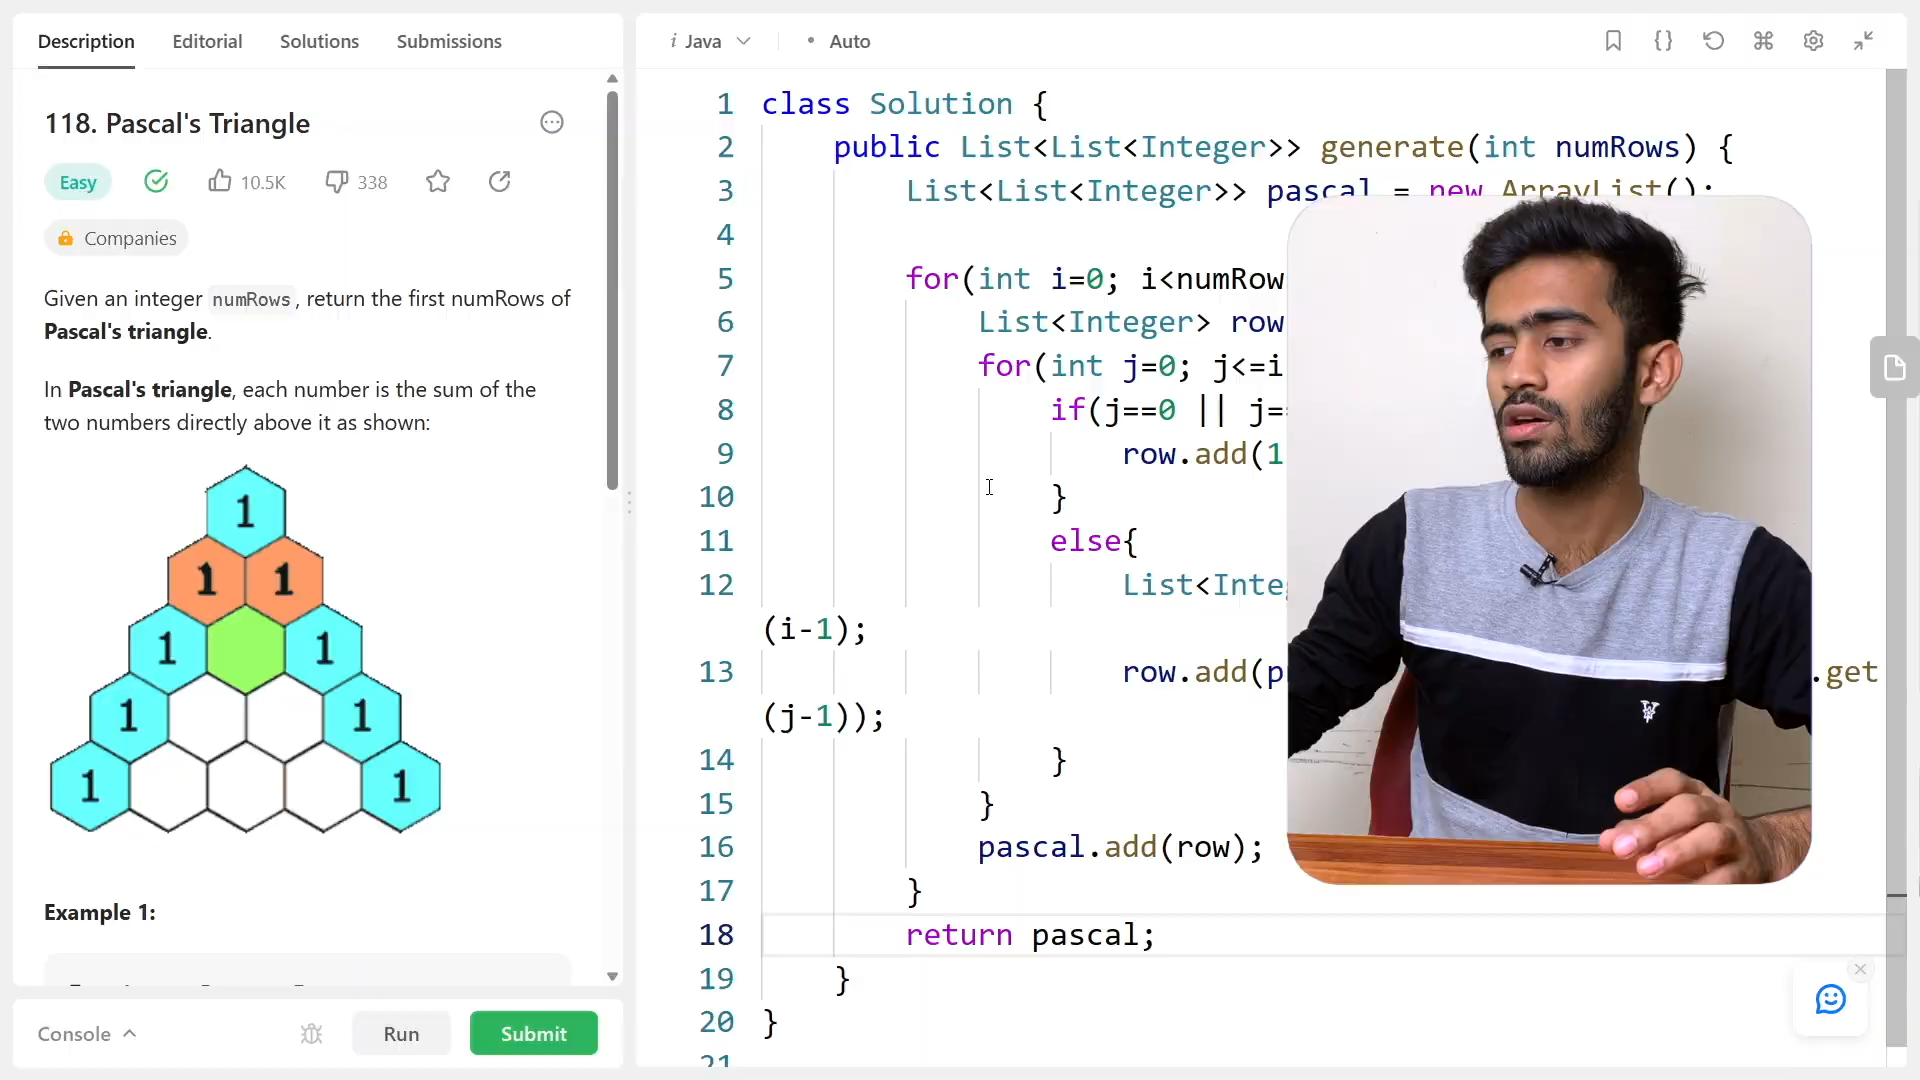 Description Editorial Solutions Submissions
118. Pascal's Triangle
Easy 10.5K 338
Companies
Given an integer numRows, return the first numRows of
Pascal's triangle.
In Pascal's triangle, each number is the sum of the
two numbers directly above it as shown:
1
1 1
1 1
1 1
1 1
Example 1:
Console Run Submit
i Java • Auto
1 class Solution {
2 public List<List<Integer>> generate(int numRows) {
3 List<List<Integer>> pascal = new ArrayList();
4
5 for(int i=0; i<numRow
6 List<Integer> row
7 for(int j=0; j<=i
8 if(j==0 || j=
9 row.add(1
10 }
11 else{
12 List<Inte
(i-1);
13 row.add(p .get
(j-1));
14 }
15 }
16 pascal.add(row);
17 }
18 return pascal;
19 }
20 }
21